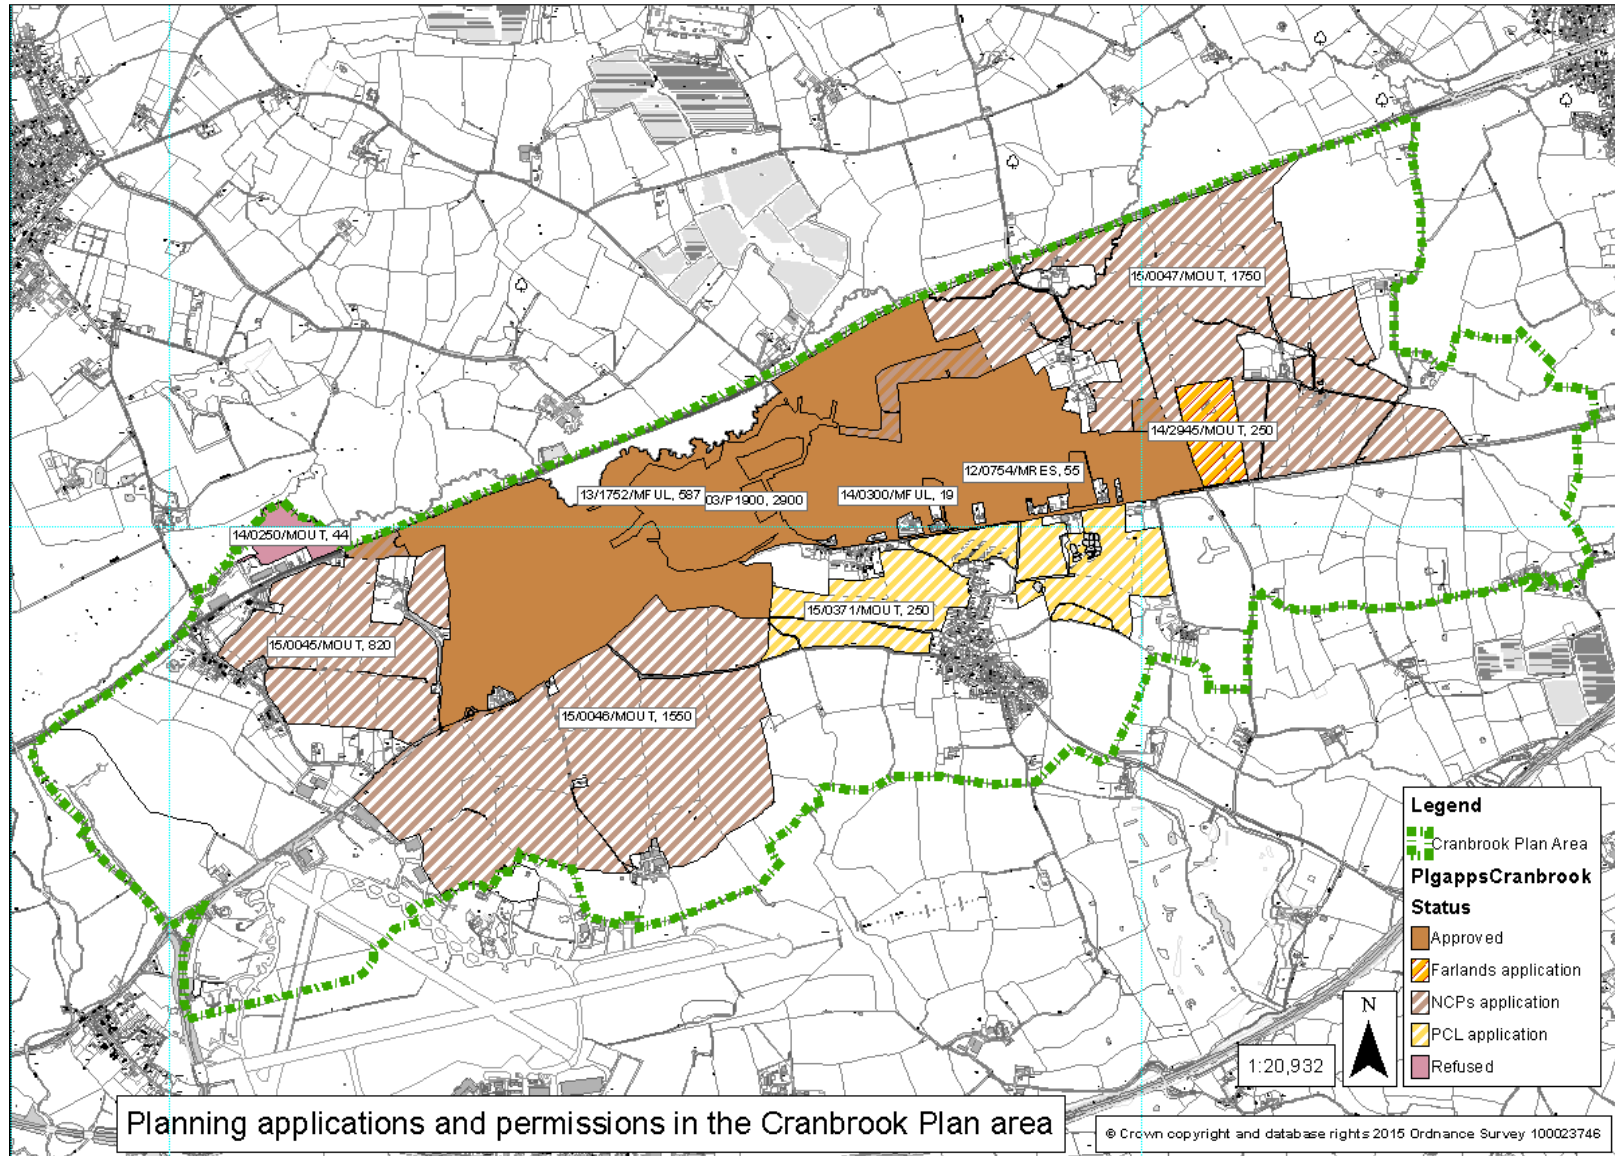 15/0047/MOUT, 1750
14/2945/MOUT, 250
12/0754/MRES, 55
13/1752/MFUL, 587
03/P1900, 2900
14/0300/MFUL, 19
14/0250/MOUT, 44
15/0371/MOUT, 250
15/0045/MOUT, 820
15/0046/MOUT, 1550
Legend
Cranbrook Plan Area
PlgappsCranbrook
Status
Approved
Farlands application
NCPs application
PCL application
Refused
N
1:20,932
Planning applications and permissions in the Cranbrook Plan area
© Crown copyright and database rights 2015 Ordnance Survey 100023746